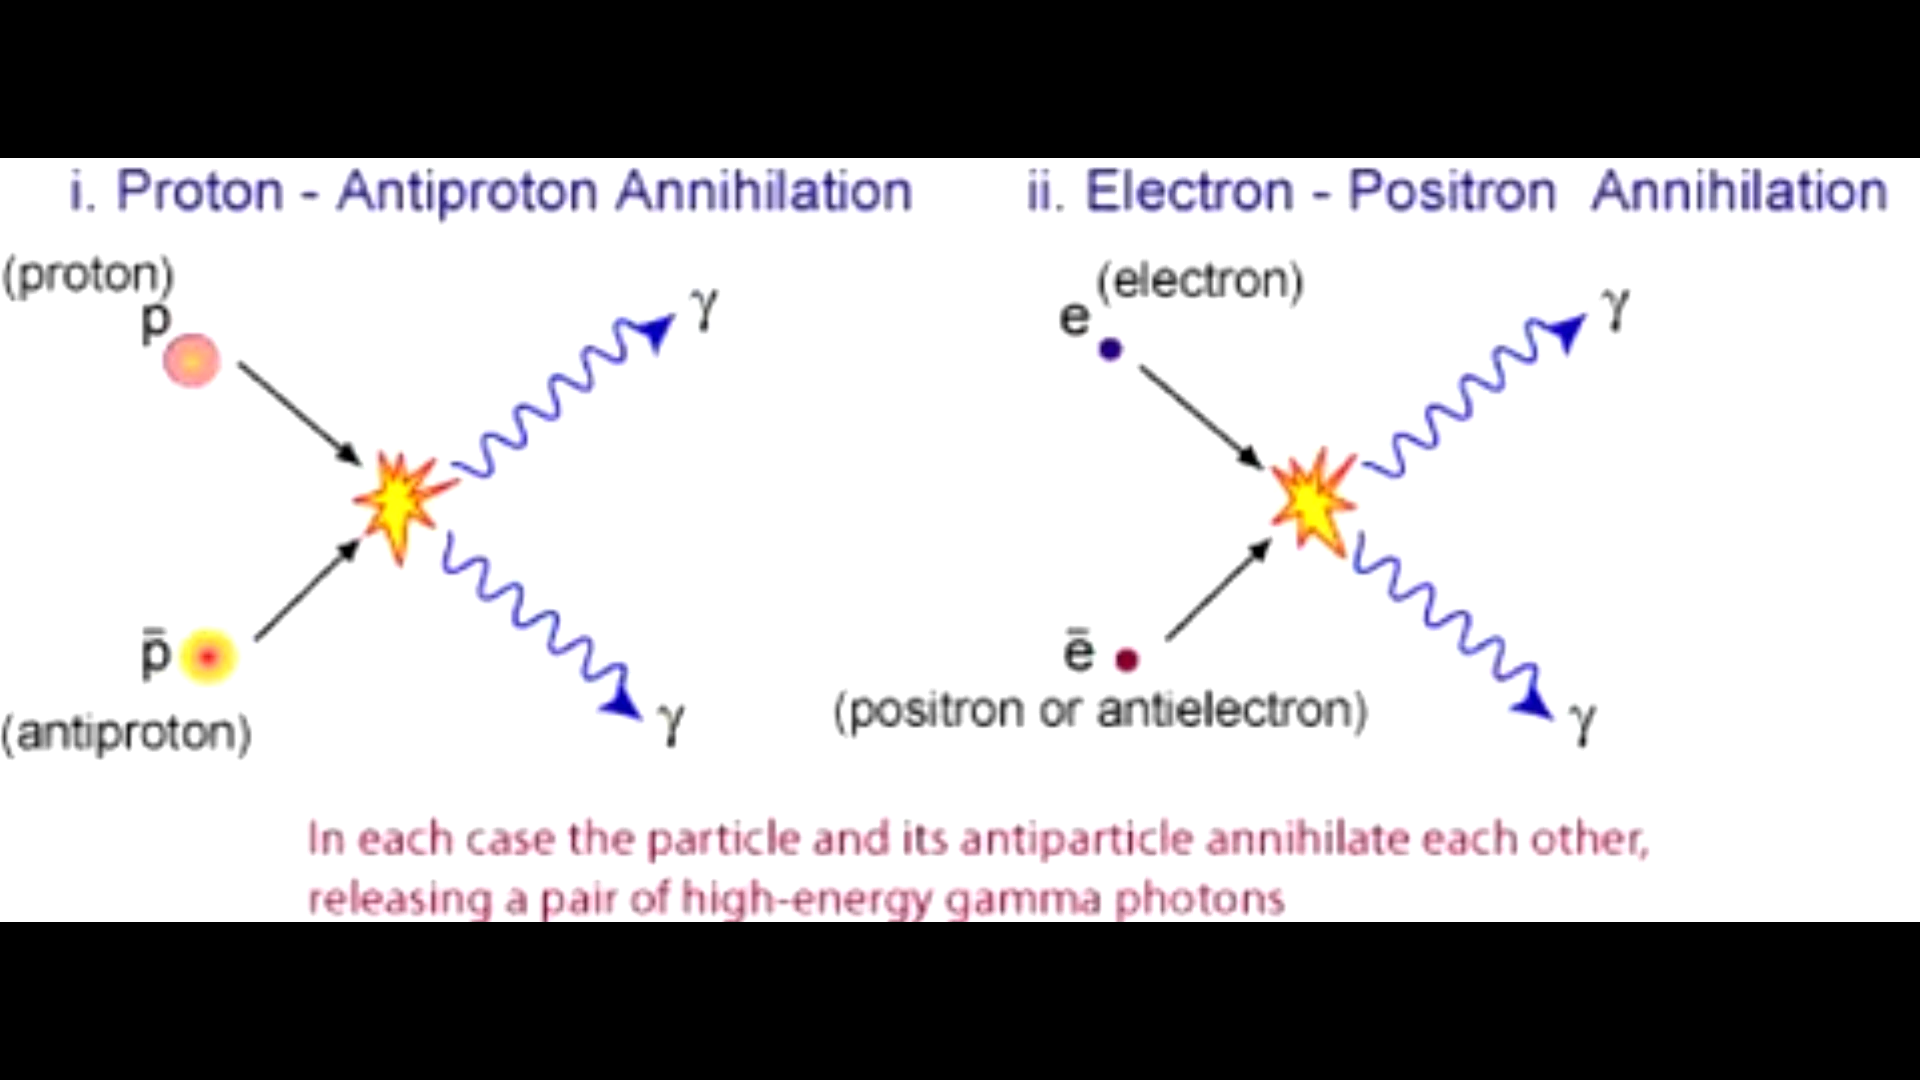 i. Proton - Antiproton Annihilation
(proton)
p
γ
p̄
(antiproton)
γ
ii. Electron - Positron Annihilation
(electron)
e
γ
ē
(positron or antielectron)
γ
In each case the particle and its antiparticle annihilate each other,
releasing a pair of high-energy gamma photons